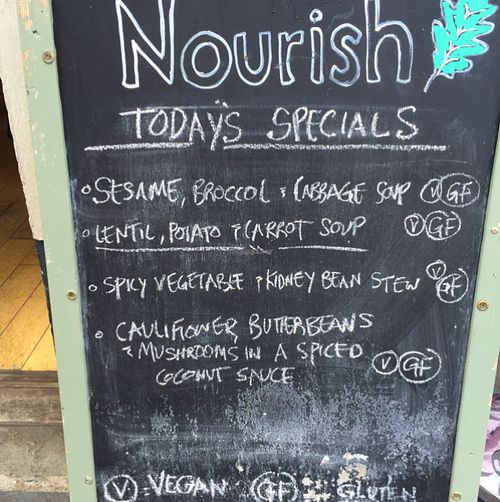 Nourish
TODAY'S SPECIALS
SESAME, BROCCOL & CABBAGE SOUP V GF
LENTIL, POTATO & CARROT SOUP V GF
SPICY VEGETABLE & KIDNEY BEAN STEW V GF
CAULIFLOWER, BUTTERBEANS
& MUSHROOMS IN A SPICED
COCONUT SAUCE V GF
V = VEGAN GF = GLUTEN